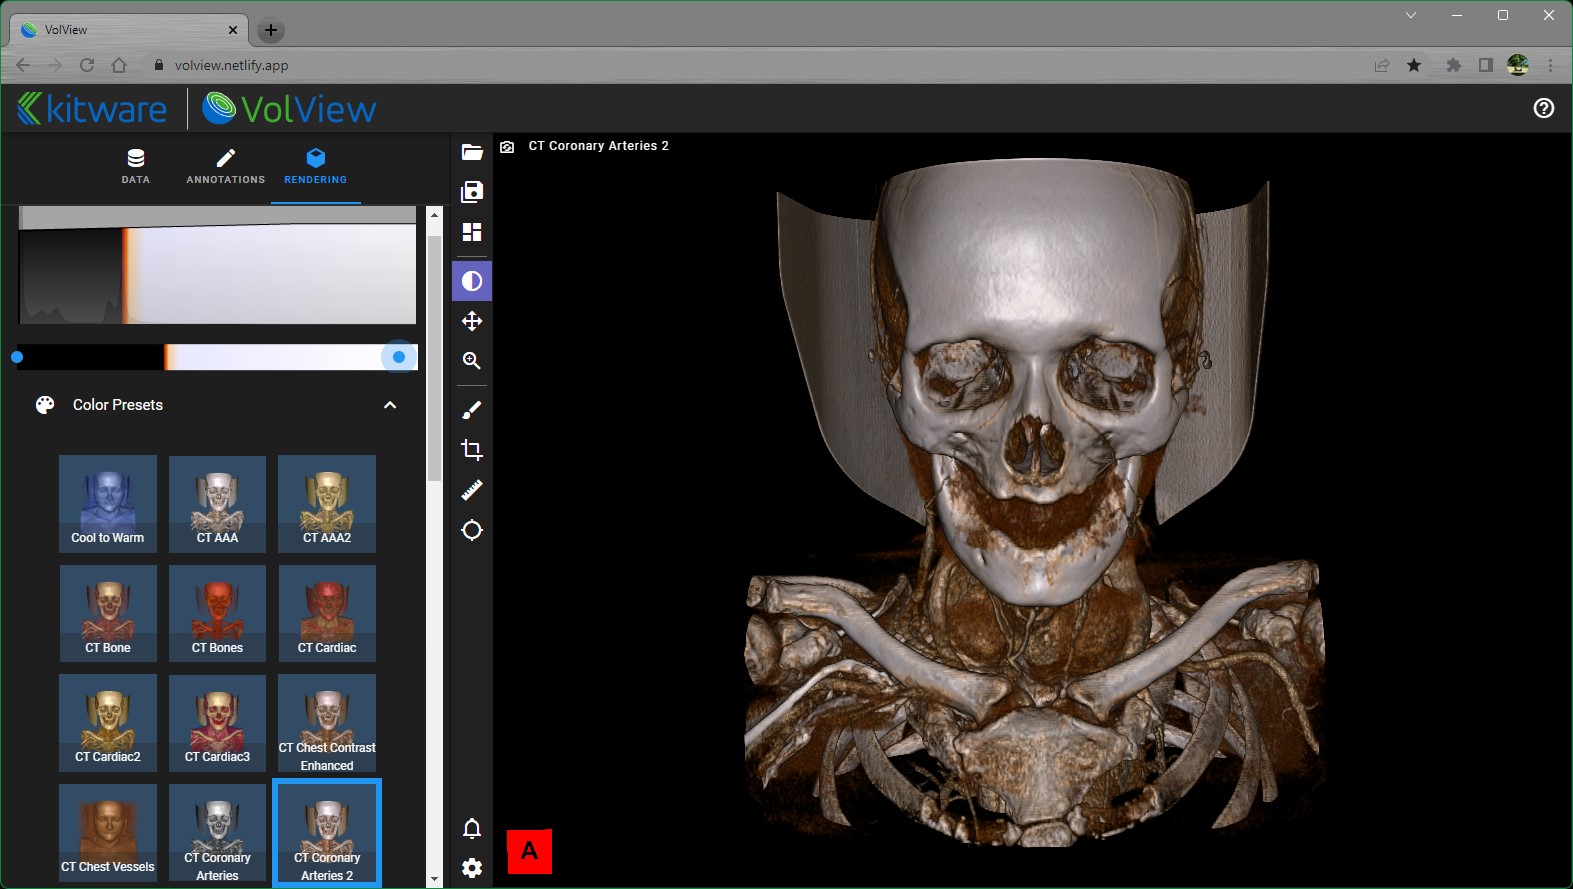 VolView
volview.netlify.app
kitware VolView
DATA ANNOTATIONS RENDERING
CT Coronary Arteries 2
Color Presets
Cool to Warm CT AAA CT AAA2
CT Bone CT Bones CT Cardiac
CT Cardiac2 CT Cardiac3 CT Chest Contrast
Enhanced
CT Chest Vessels CT Coronary CT Coronary
Arteries Arteries 2
A